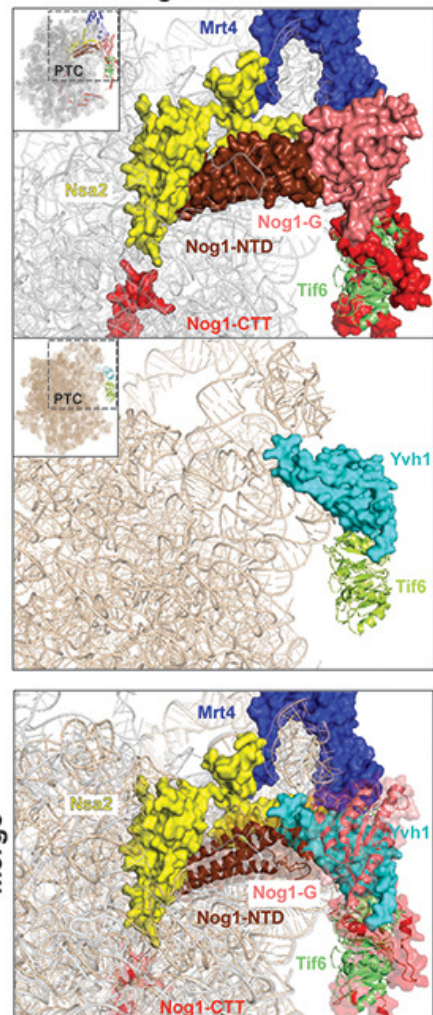 Mrt4
PTC
Nsa2
Nog1-G
Nog1-NTD
Tif6
Nog1-CTT
PTC
Yvh1
Tif6
Mrt4
Nsa2
Yvh1
Nog1-G
Nog1-NTD
Tif6
Nog1-CTT